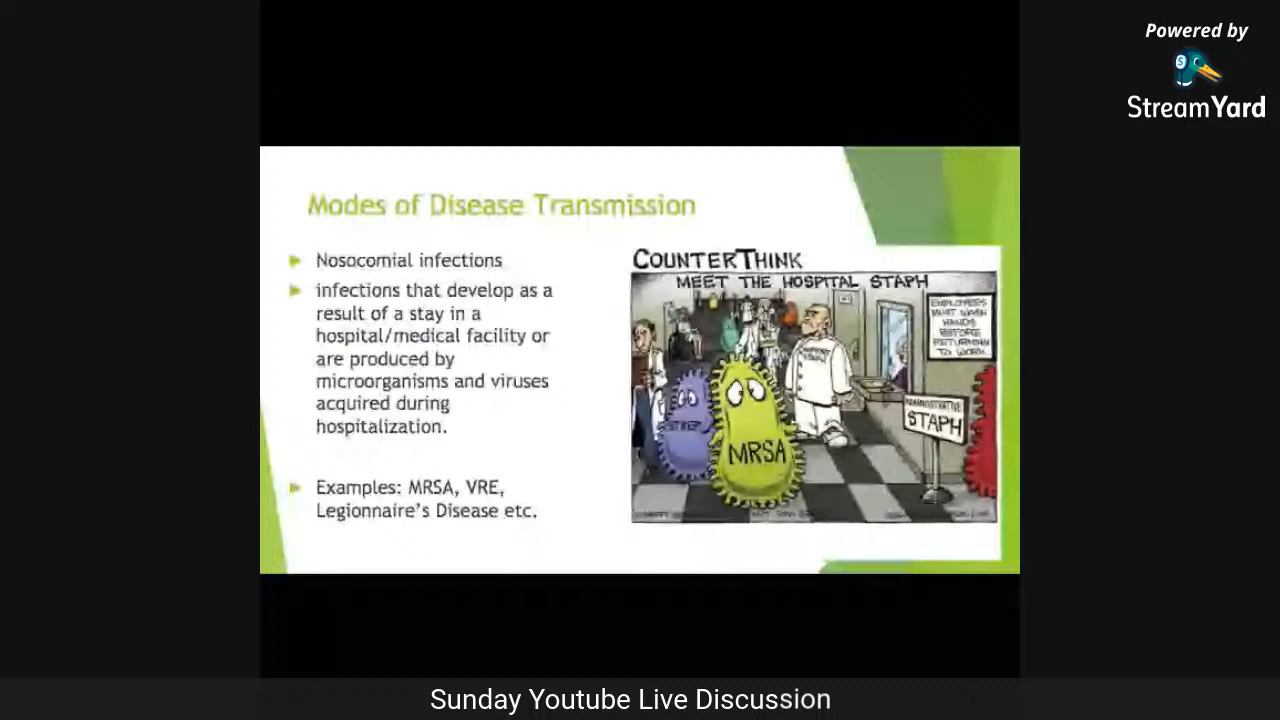 Powered by
StreamYard
Modes of Disease Transmission
Nosocomial infections
infections that develop as a
result of a stay in a
hospital/medical facility or
are produced by
microorganisms and viruses
acquired during
hospitalization.
Examples: MRSA, VRE,
Legionnaire's Disease etc.
COUNTERTHINK
MEET THE HOSPITAL STAPH
EMPLOYEES
MUST WASH
HANDS
BEFORE
RETURNING
TO WORK
ADMINISTRATIVE
STAPH
STREP
MRSA
Sunday Youtube Live Discussion